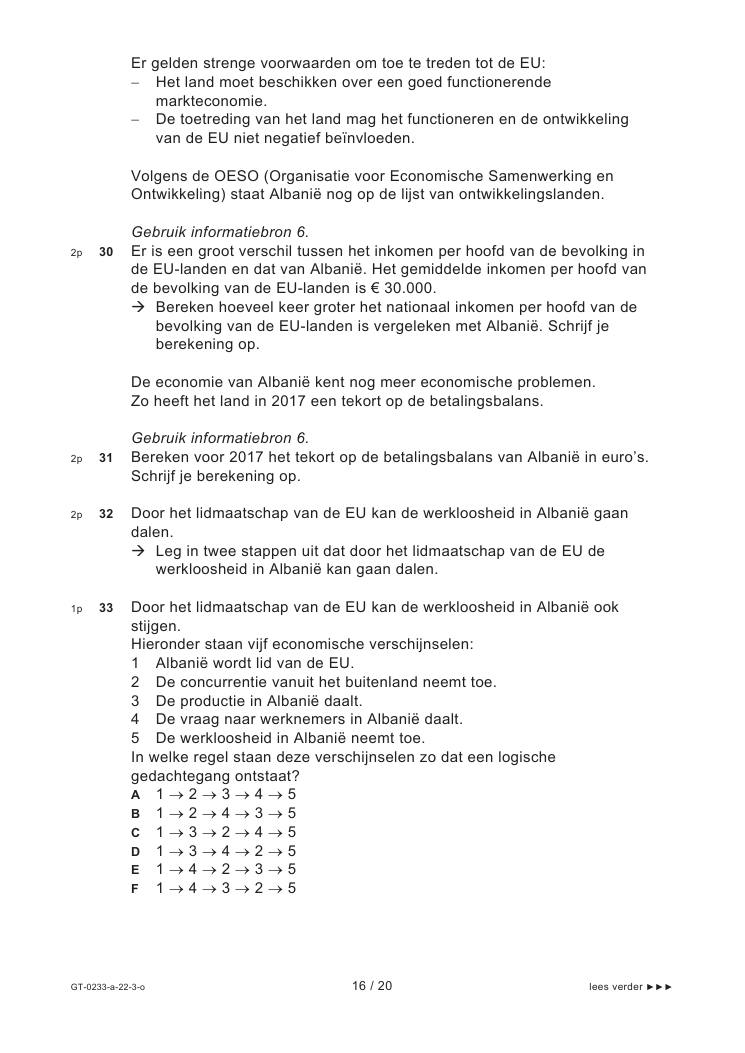 Er gelden strenge voorwaarden om toe te treden tot de EU:
– Het land moet beschikken over een goed functionerende
markteconomie.
– De toetreding van het land mag het functioneren en de ontwikkeling
van de EU niet negatief beïnvloeden.
Volgens de OESO (Organisatie voor Economische Samenwerking en
Ontwikkeling) staat Albanië nog op de lijst van ontwikkelingslanden.
Gebruik informatiebron 6.
2p 30 Er is een groot verschil tussen het inkomen per hoofd van de bevolking in
de EU-landen en dat van Albanië. Het gemiddelde inkomen per hoofd van
de bevolking van de EU-landen is € 30.000.
→ Bereken hoeveel keer groter het nationaal inkomen per hoofd van de
bevolking van de EU-landen is vergeleken met Albanië. Schrijf je
berekening op.
De economie van Albanië kent nog meer economische problemen.
Zo heeft het land in 2017 een tekort op de betalingsbalans.
Gebruik informatiebron 6.
2p 31 Bereken voor 2017 het tekort op de betalingsbalans van Albanië in euro's.
Schrijf je berekening op.
2p 32 Door het lidmaatschap van de EU kan de werkloosheid in Albanië gaan
dalen.
→ Leg in twee stappen uit dat door het lidmaatschap van de EU de
werkloosheid in Albanië kan gaan dalen.
1p 33 Door het lidmaatschap van de EU kan de werkloosheid in Albanië ook
stijgen.
Hieronder staan vijf economische verschijnselen:
1 Albanië wordt lid van de EU.
2 De concurrentie vanuit het buitenland neemt toe.
3 De productie in Albanië daalt.
4 De vraag naar werknemers in Albanië daalt.
5 De werkloosheid in Albanië neemt toe.
In welke regel staan deze verschijnselen zo dat een logische
gedachtegang ontstaat?
A 1 → 2 → 3 → 4 → 5
B 1 → 2 → 4 → 3 → 5
C 1 → 3 → 2 → 4 → 5
D 1 → 3 → 4 → 2 → 5
E 1 → 4 → 2 → 3 → 5
F 1 → 4 → 3 → 2 → 5
GT-0233-a-22-3-o 16 / 20 lees verder ►►►